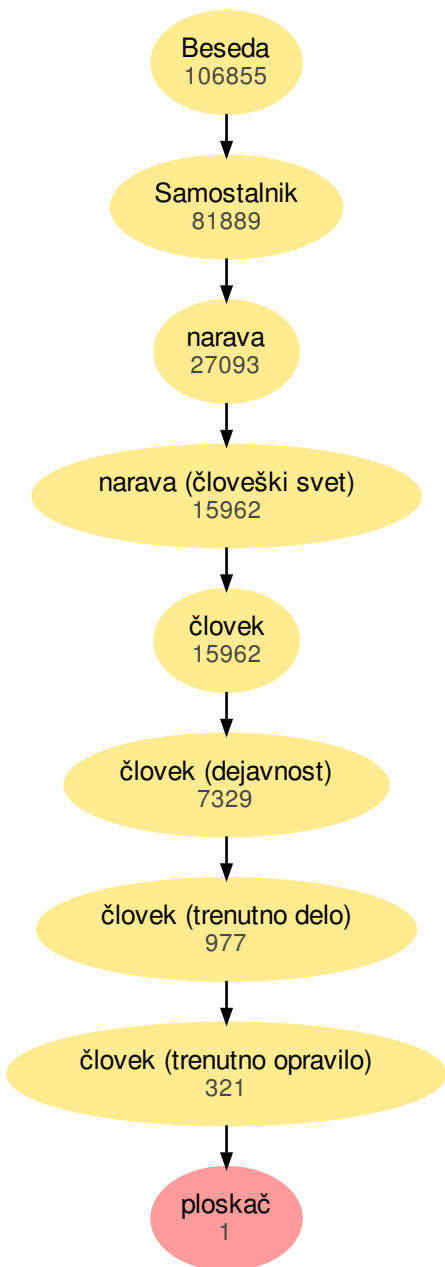 Beseda
106855
Samostalnik
81889
narava
27093
narava (človeški svet)
15962
človek
15962
človek (dejavnost)
7329
človek (trenutno delo)
977
človek (trenutno opravilo)
321
ploskač
1